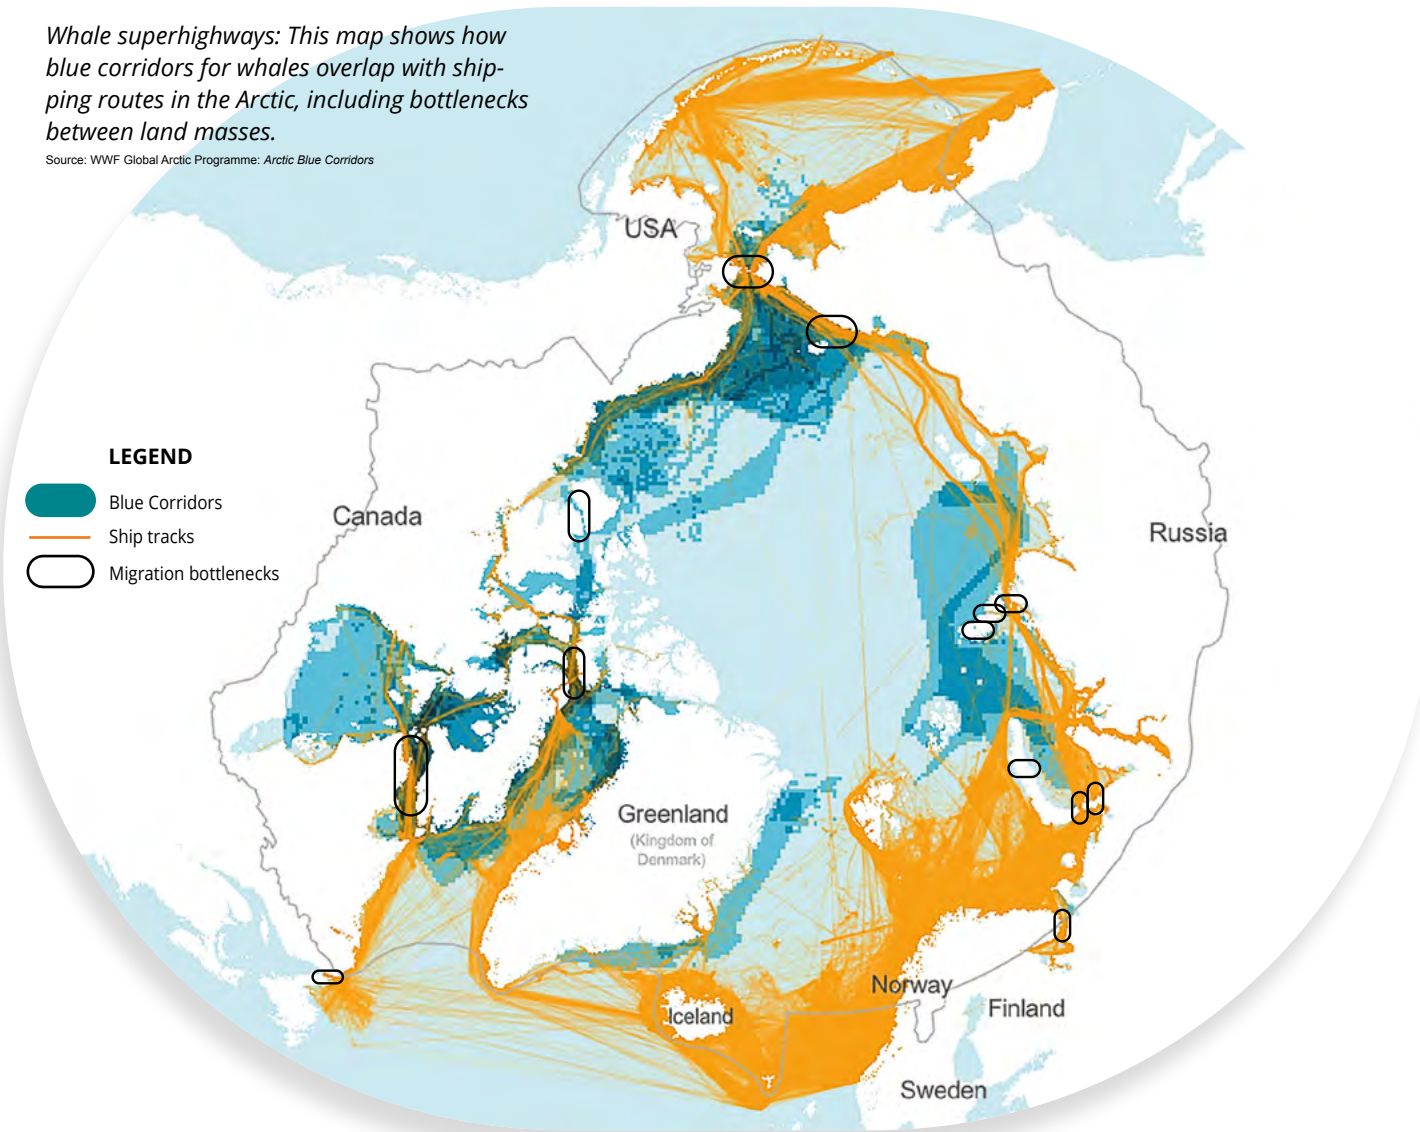 Whale superhighways: This map shows how
blue corridors for whales overlap with ship-
ping routes in the Arctic, including bottlenecks
between land masses.
Source: WWF Global Arctic Programme: Arctic Blue Corridors
USA
LEGEND
Blue Corridors
Ship tracks
Migration bottlenecks
Canada
Russia
Greenland
(Kingdom of
Denmark)
Norway
Iceland
Finland
Sweden